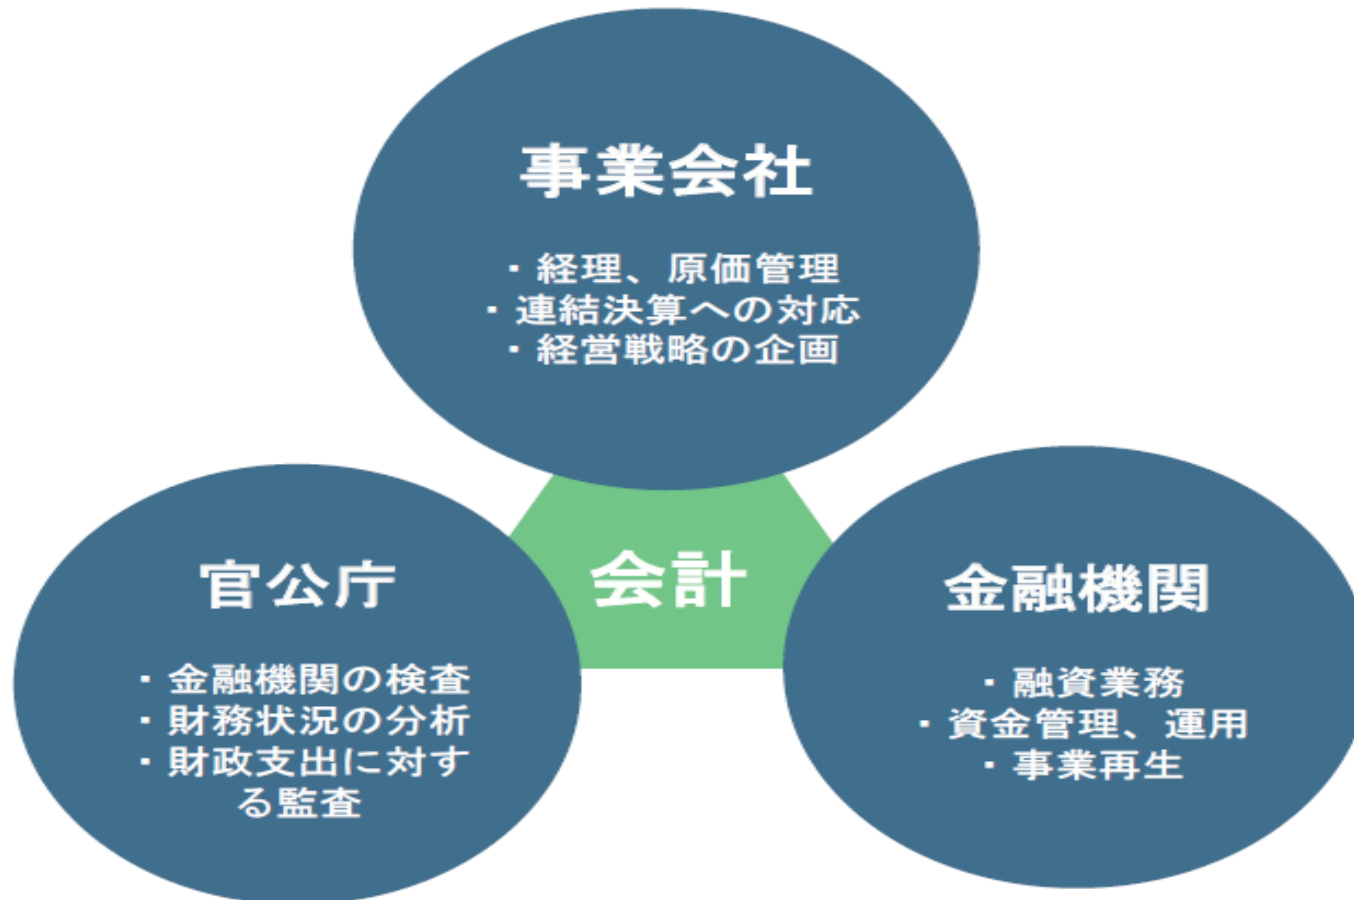 事業会社
・経理、原価管理
・連結決算への対応
・経営戦略の企画
会計
官公庁
・金融機関の検査
・財務状況の分析
・財政支出に対す
る監査
金融機関
・融資業務
・資金管理、運用
・事業再生